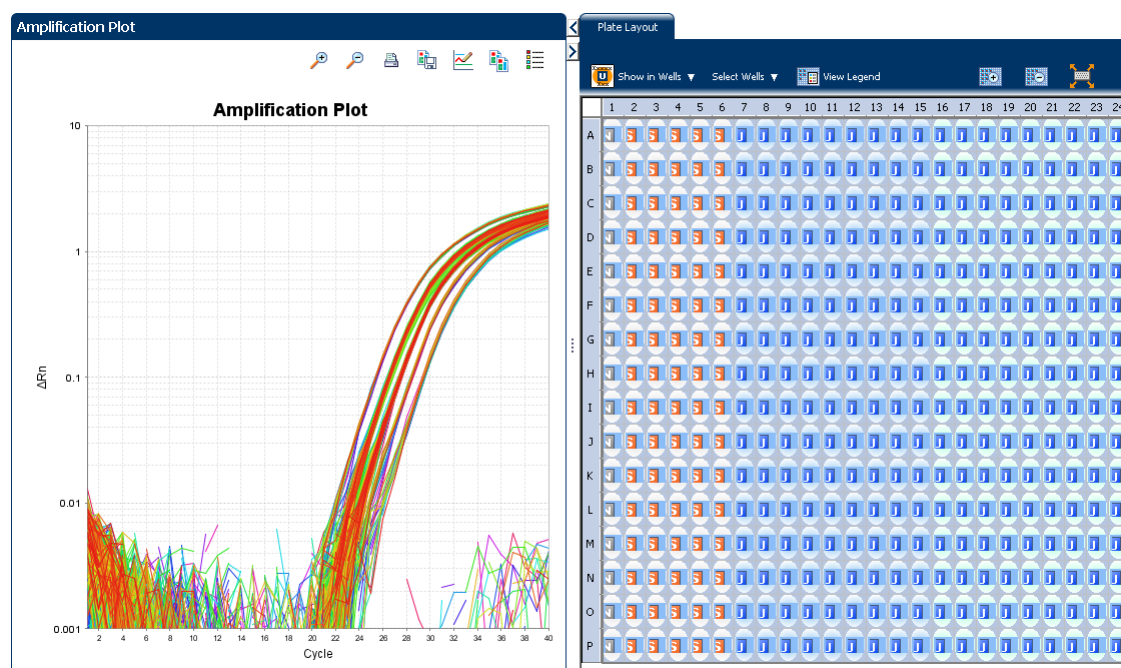 Amplification Plot
Plate Layout
U Show in Wells ▼ Select Wells ▼ View Legend
Amplification Plot
10
1
0.1
0.01
0.001
ΔRn
2 4 6 8 10 12 14 16 18 20 22 24 26 28 30 32 34 36 38 40
Cycle
1 2 3 4 5 6 7 8 9 10 11 12 13 14 15 16 17 18 19 20 21 22 23 24
A N S S S S S
B N S S S S S
C N S S S S S
D N S S S S S
E N S S S S S
F N S S S S S
G N S S S S S
H N S S S S S
I N S S S S S
J N S S S S S
K N S S S S S
L N S S S S S
M N S S S S S
N N S S S S S
O N S S S S S
P N S S S S S